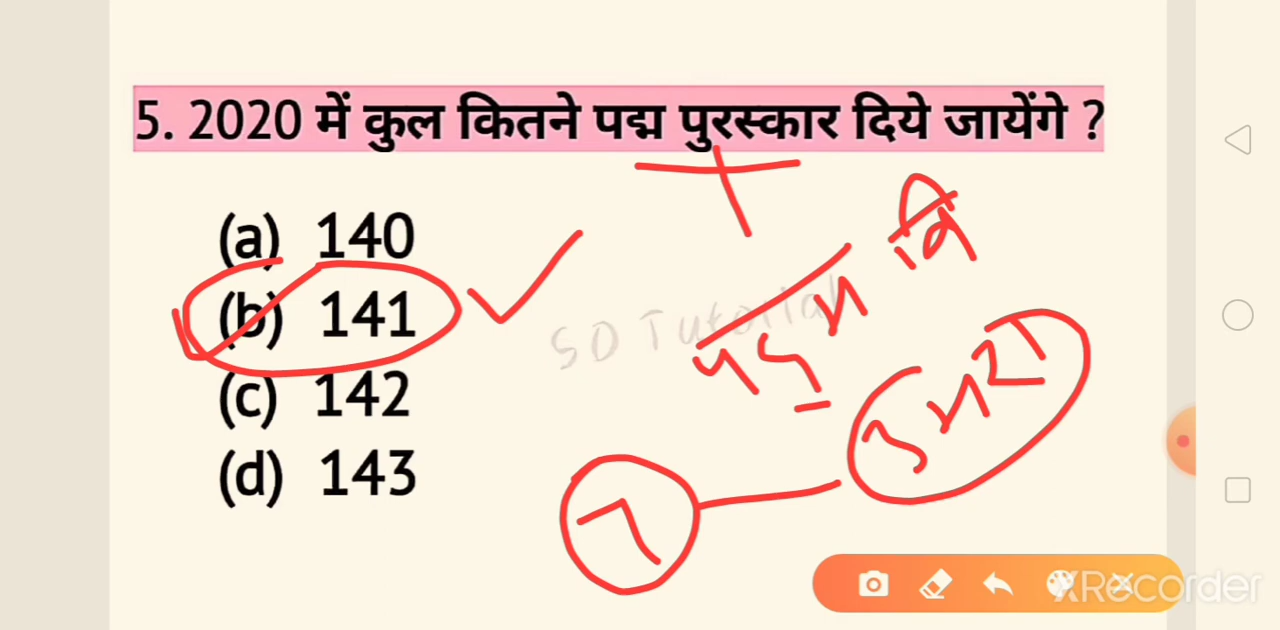 5. 2020 में कुल कितने पद्म पुरस्कार दिये जायेंगे ?
(a) 140
(b) 141
(c) 142
(d) 143
SD Tutorial
7
XRecorder